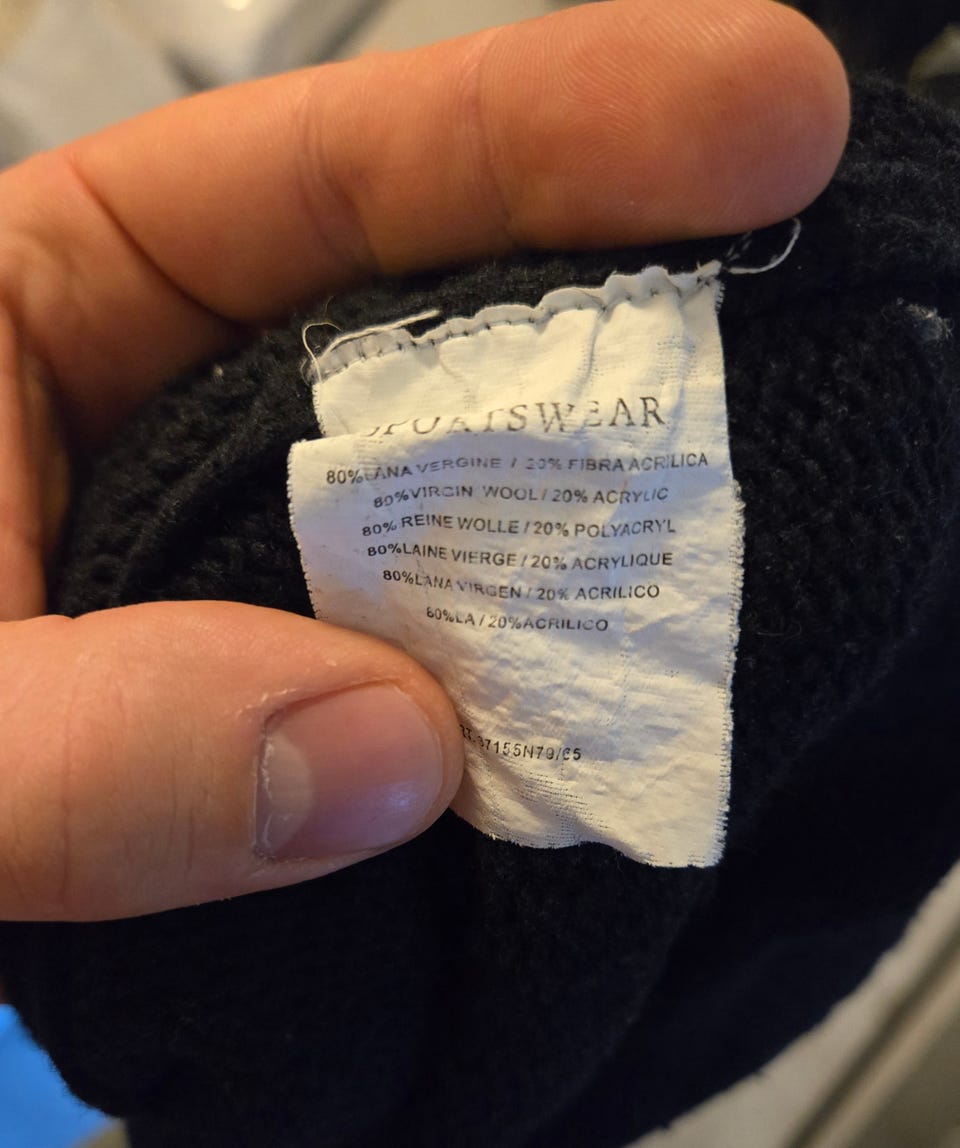 SPORTSWEAR
80%LANA VERGINE / 20% FIBRA ACRILICA
80%VIRGIN WOOL / 20% ACRYLIC
80% REINE WOLLE / 20% POLYACRYL
80%LAINE VIERGE / 20% ACRYLIQUE
80%LANA VIRGEN / 20% ACRILICO
80%LA / 20%ACRILICO